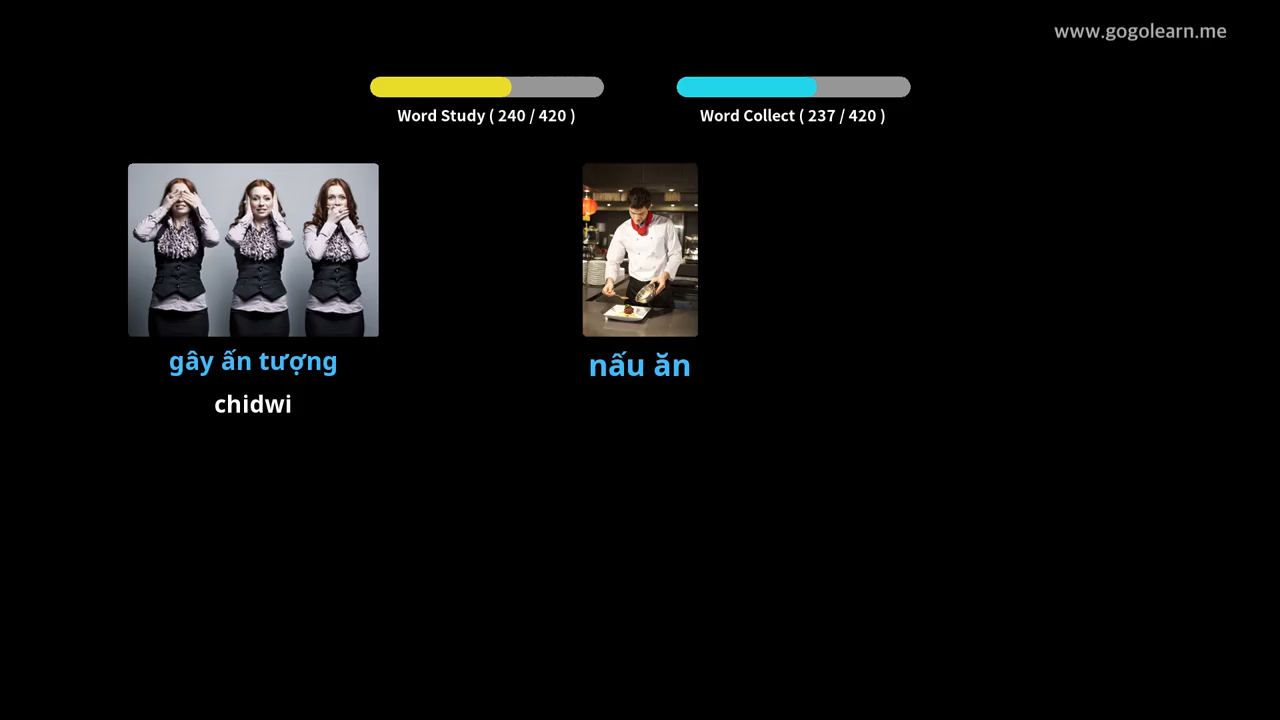 www.gogolearn.me
Word Study ( 240 / 420 )
Word Collect ( 237 / 420 )
gây ấn tượng
chidwi
nấu ăn